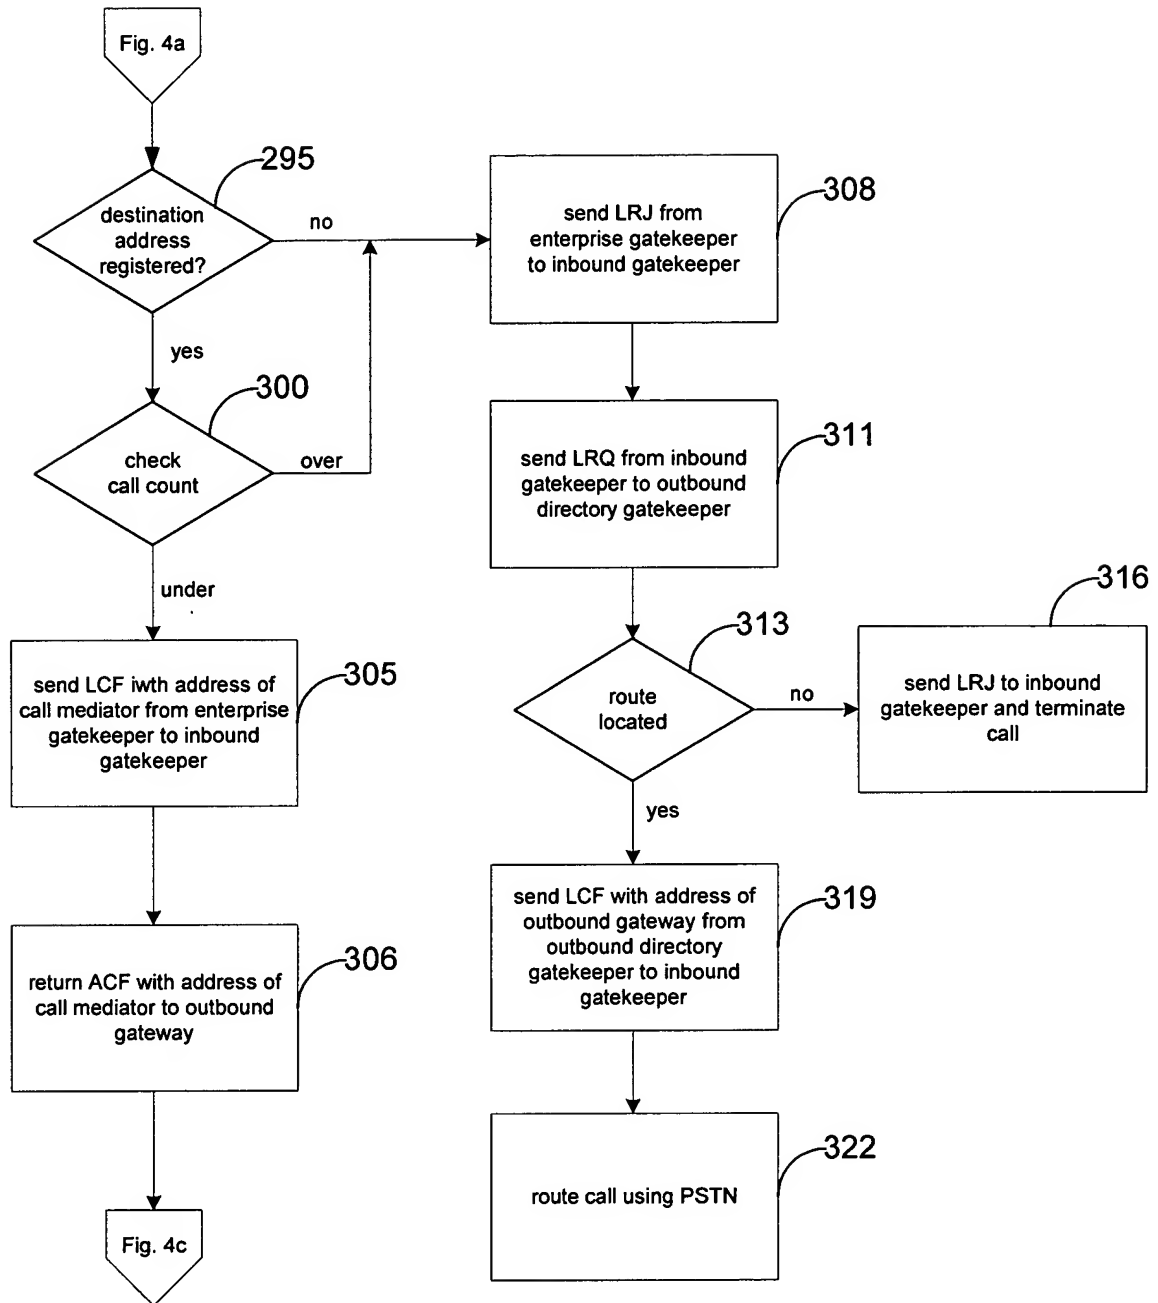 Fig. 4a
295
destination
address
registered?
no
308
send LRJ from
enterprise gatekeeper
to inbound gatekeeper
yes
300
check
call count
over
311
send LRQ from inbound
gatekeeper to outbound
directory gatekeeper
under
305
send LCF iwth address of
call mediator from enterprise
gatekeeper to inbound
gatekeeper
313
route
located
no
316
send LRJ to inbound
gatekeeper and terminate
call
yes
306
return ACF with address of
call mediator to outbound
gateway
319
send LCF with address of
outbound gateway from
outbound directory
gatekeeper to inbound
gatekeeper
322
route call using PSTN
Fig. 4c